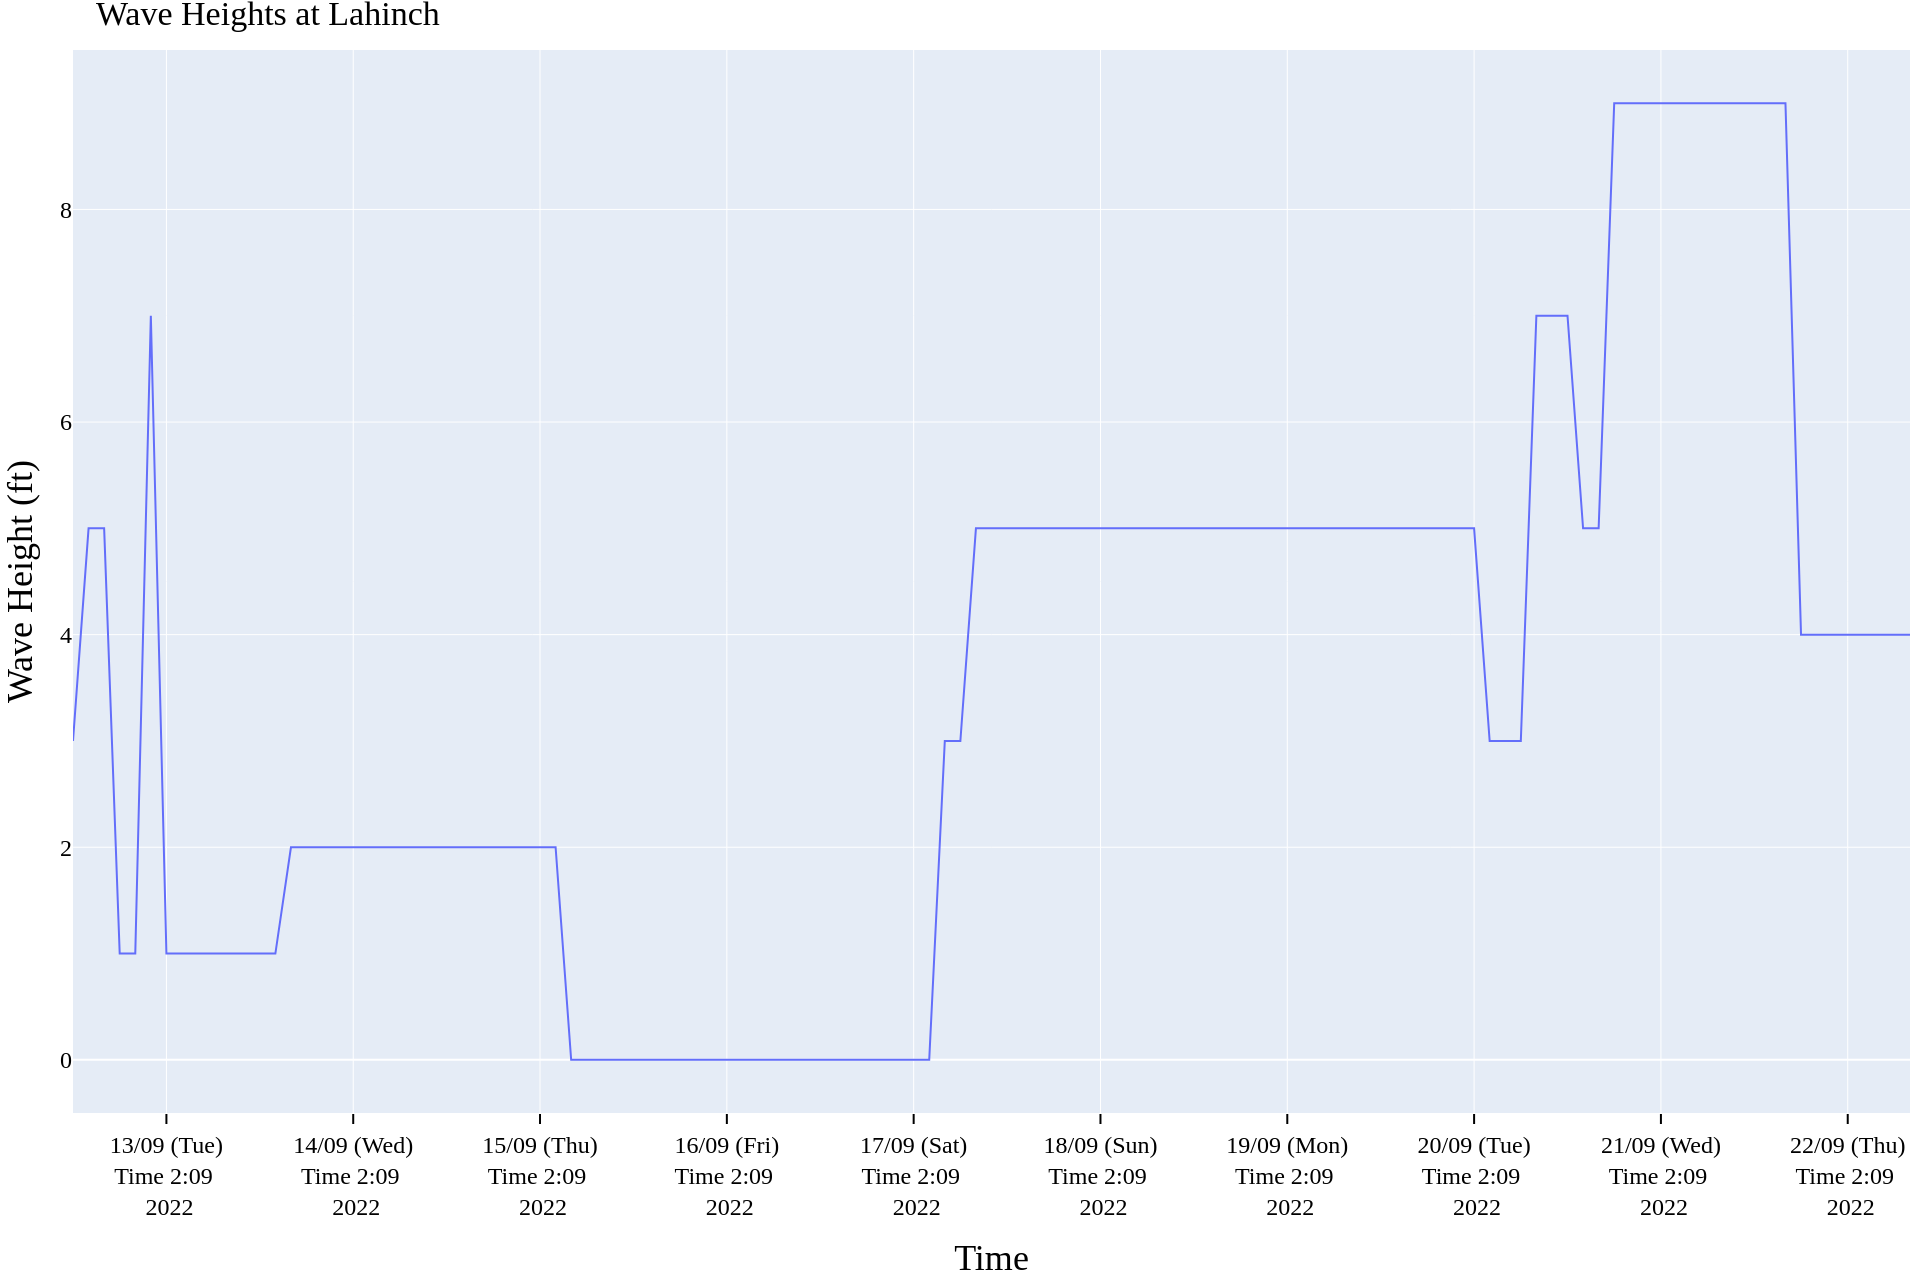 Wave Heights at Lahinch
Wave Height (ft)
8
6
4
2
0
13/09 (Tue)
Time 2:09
2022
14/09 (Wed)
Time 2:09
2022
15/09 (Thu)
Time 2:09
2022
16/09 (Fri)
Time 2:09
2022
17/09 (Sat)
Time 2:09
2022
18/09 (Sun)
Time 2:09
2022
19/09 (Mon)
Time 2:09
2022
20/09 (Tue)
Time 2:09
2022
21/09 (Wed)
Time 2:09
2022
22/09 (Thu)
Time 2:09
2022
Time